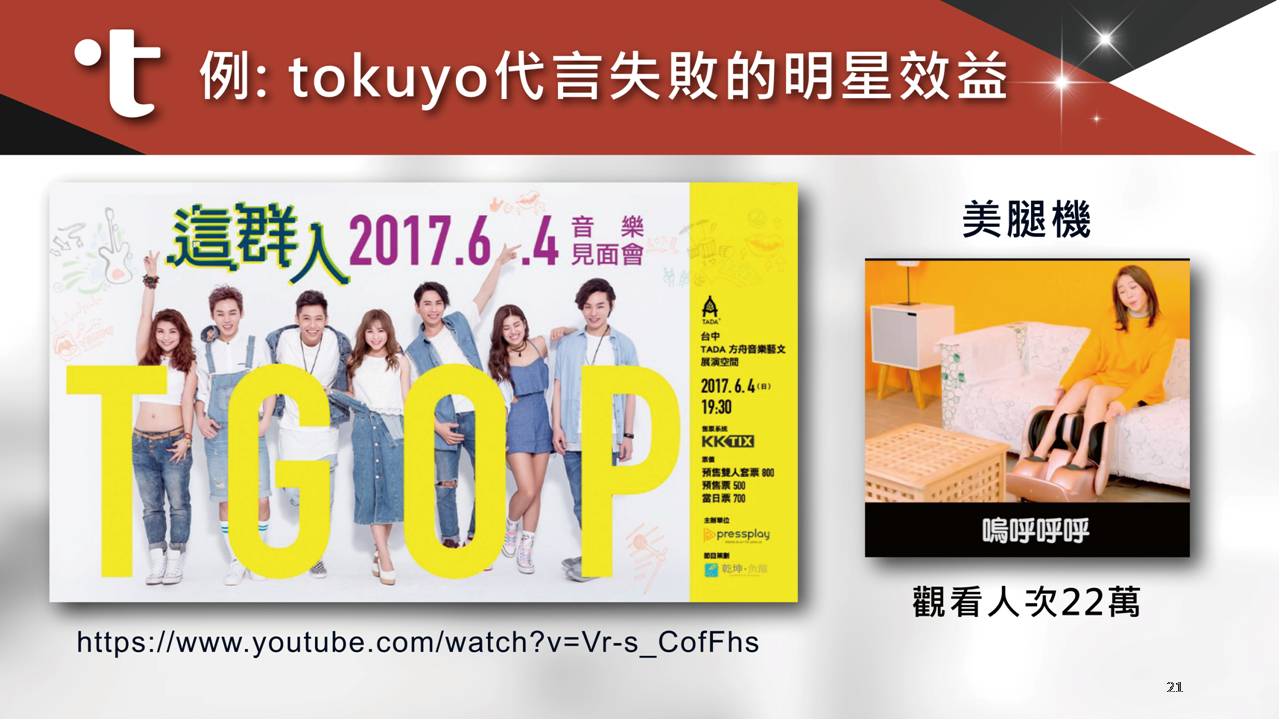 t
例: tokuyo代言失敗的明星效益
這群人 2017.6 .4 音樂
見面會
TGOP
TADA
台中
TADA 方舟音樂藝文
展演空間
2017. 6. 4 (日)
19:30
售票系統
KKTIX
票價
預售雙人套票 800
預售票 500
當日票 700
主辦單位
pressplay
節目策劃
乾坤·魚雁
https://www.youtube.com/watch?v=Vr-s_CofFhs
美腿機
嗚呼呼呼
觀看人次22萬
21